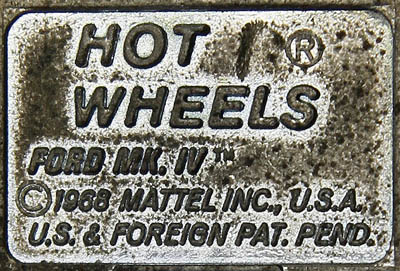 HOT ®
WHEELS
FORD MK. IV™
©1968 MATTEL INC., U.S.A.
U.S. & FOREIGN PAT. PEND.